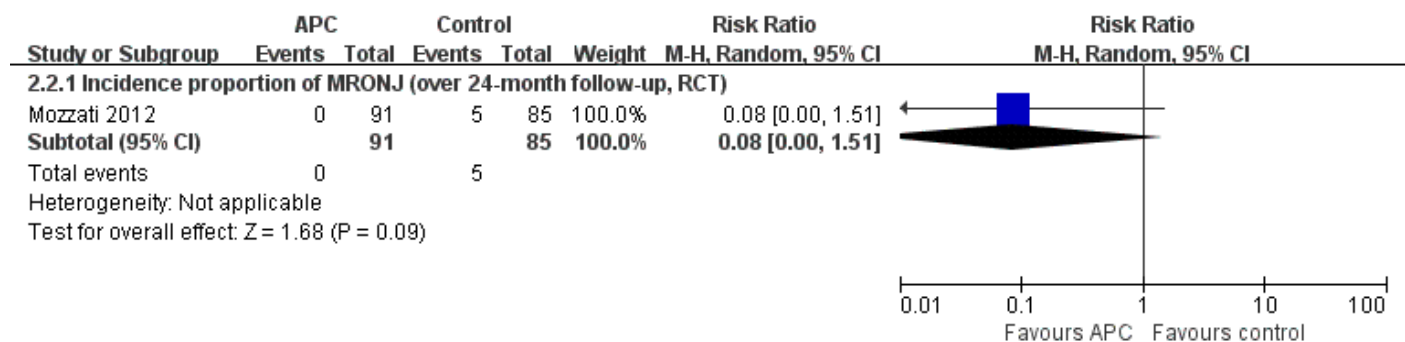 APC Control Risk Ratio Risk Ratio
Study or Subgroup Events Total Events Total Weight M-H, Random, 95% CI M-H, Random, 95% CI
2.2.1 Incidence proportion of MRONJ (over 24-month follow-up, RCT)
Mozzati 2012 0 91 5 85 100.0% 0.08 [0.00, 1.51]
Subtotal (95% CI) 91 85 100.0% 0.08 [0.00, 1.51]
Total events 0 5
Heterogeneity: Not applicable
Test for overall effect: Z = 1.68 (P = 0.09)
0.01 0.1 1 10 100
Favours APC Favours control